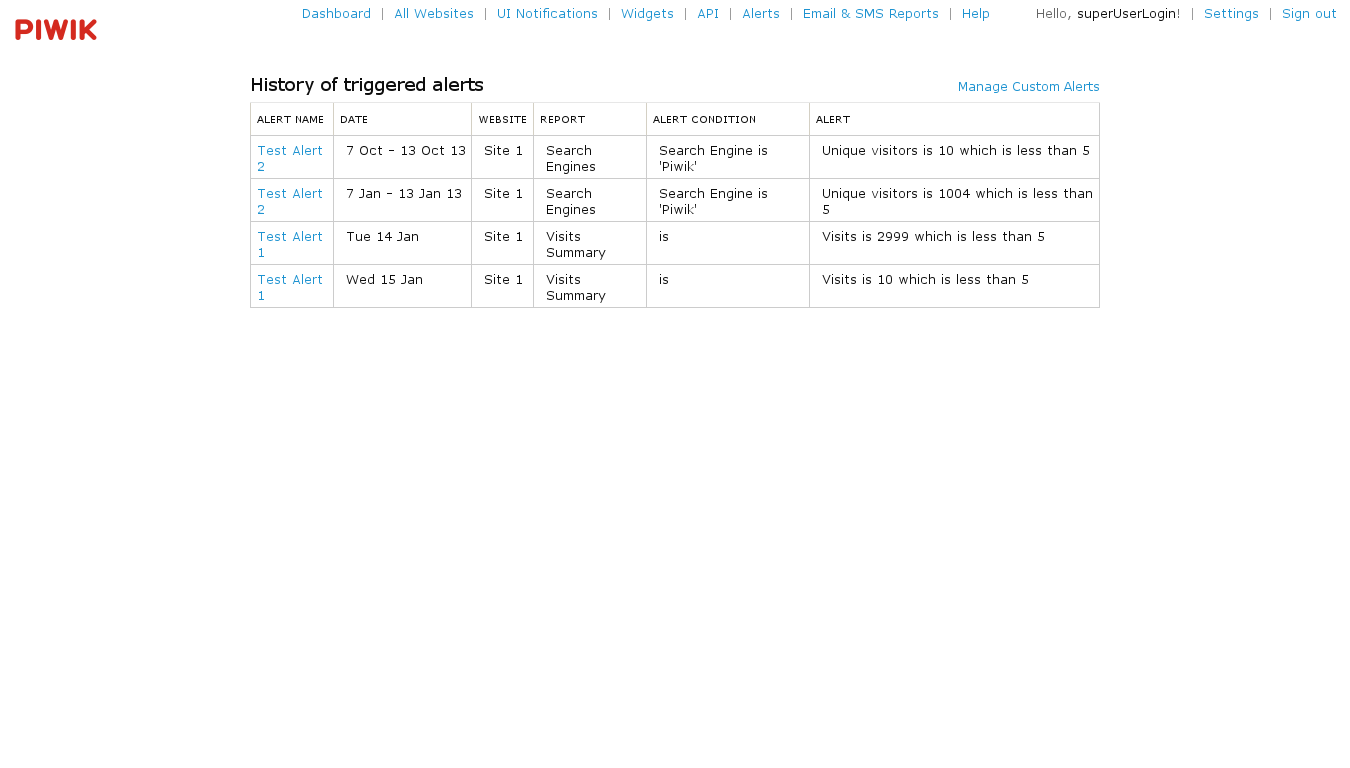 PIWIK
Dashboard | All Websites | UI Notifications | Widgets | API | Alerts | Email & SMS Reports | Help
Hello, superUserLogin! | Settings | Sign out
History of triggered alerts
Manage Custom Alerts
ALERT NAME DATE WEBSITE REPORT ALERT CONDITION ALERT
Test Alert 7 Oct - 13 Oct 13 Site 1 Search Search Engine is Unique visitors is 10 which is less than 5
2 Engines 'Piwik'
Test Alert 7 Jan - 13 Jan 13 Site 1 Search Search Engine is Unique visitors is 1004 which is less than
2 Engines 'Piwik' 5
Test Alert Tue 14 Jan Site 1 Visits is Visits is 2999 which is less than 5
1 Summary
Test Alert Wed 15 Jan Site 1 Visits is Visits is 10 which is less than 5
1 Summary